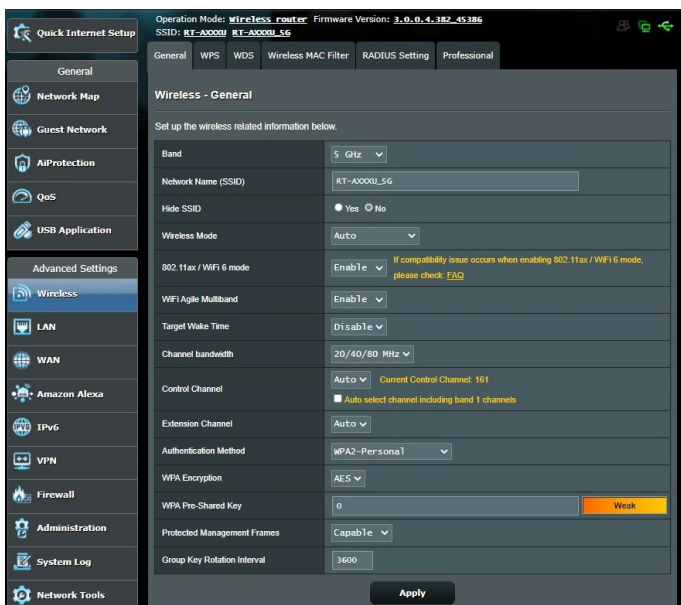 Quick Internet Setup
General
Network Map
Guest Network
AiProtection
QoS
USB Application
Advanced Settings
Wireless
LAN
WAN
Amazon Alexa
IPv6
VPN
Firewall
Administration
System Log
Network Tools
Operation Mode: Wireless router Firmware Version: 3.0.0.4.382_45386
SSID: RT-AXXXU RT-AXXXU_5G
General WPS WDS Wireless MAC Filter RADIUS Setting Professional
Wireless - General
Set up the wireless related information below.
Band 5 GHz
Network Name (SSID) RT-AXXXU_5G
Hide SSID Yes No
Wireless Mode Auto
802.11ax / WiFi 6 mode Enable If compatibility issue occurs when enabling 802.11ax / WiFi 6 mode,
please check: FAQ
WiFi Agile Multiband Enable
Target Wake Time Disable
Channel bandwidth 20/40/80 MHz
Control Channel Auto Current Control Channel: 161
Auto select channel including band 1 channels
Extension Channel Auto
Authentication Method WPA2-Personal
WPA Encryption AES
WPA Pre-Shared Key 0 Weak
Protected Management Frames Capable
Group Key Rotation Interval 3600
Apply